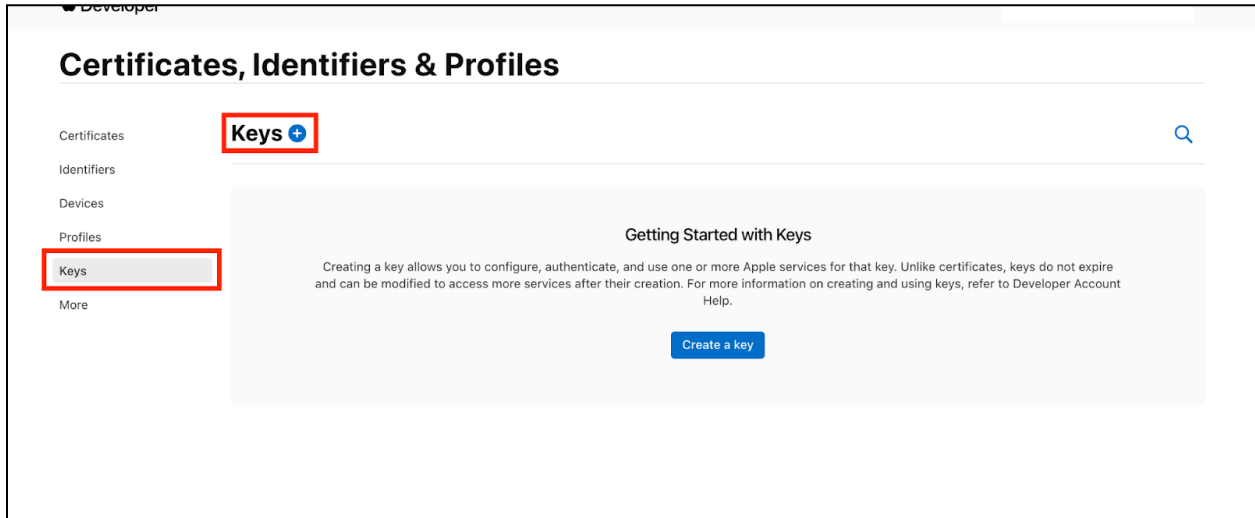 Developer
Certificates, Identifiers & Profiles
Certificates
Identifiers
Devices
Profiles
Keys
More
Keys
Getting Started with Keys
Creating a key allows you to configure, authenticate, and use one or more Apple services for that key. Unlike certificates, keys do not expire
and can be modified to access more services after their creation. For more information on creating and using keys, refer to Developer Account
Help.
Create a key